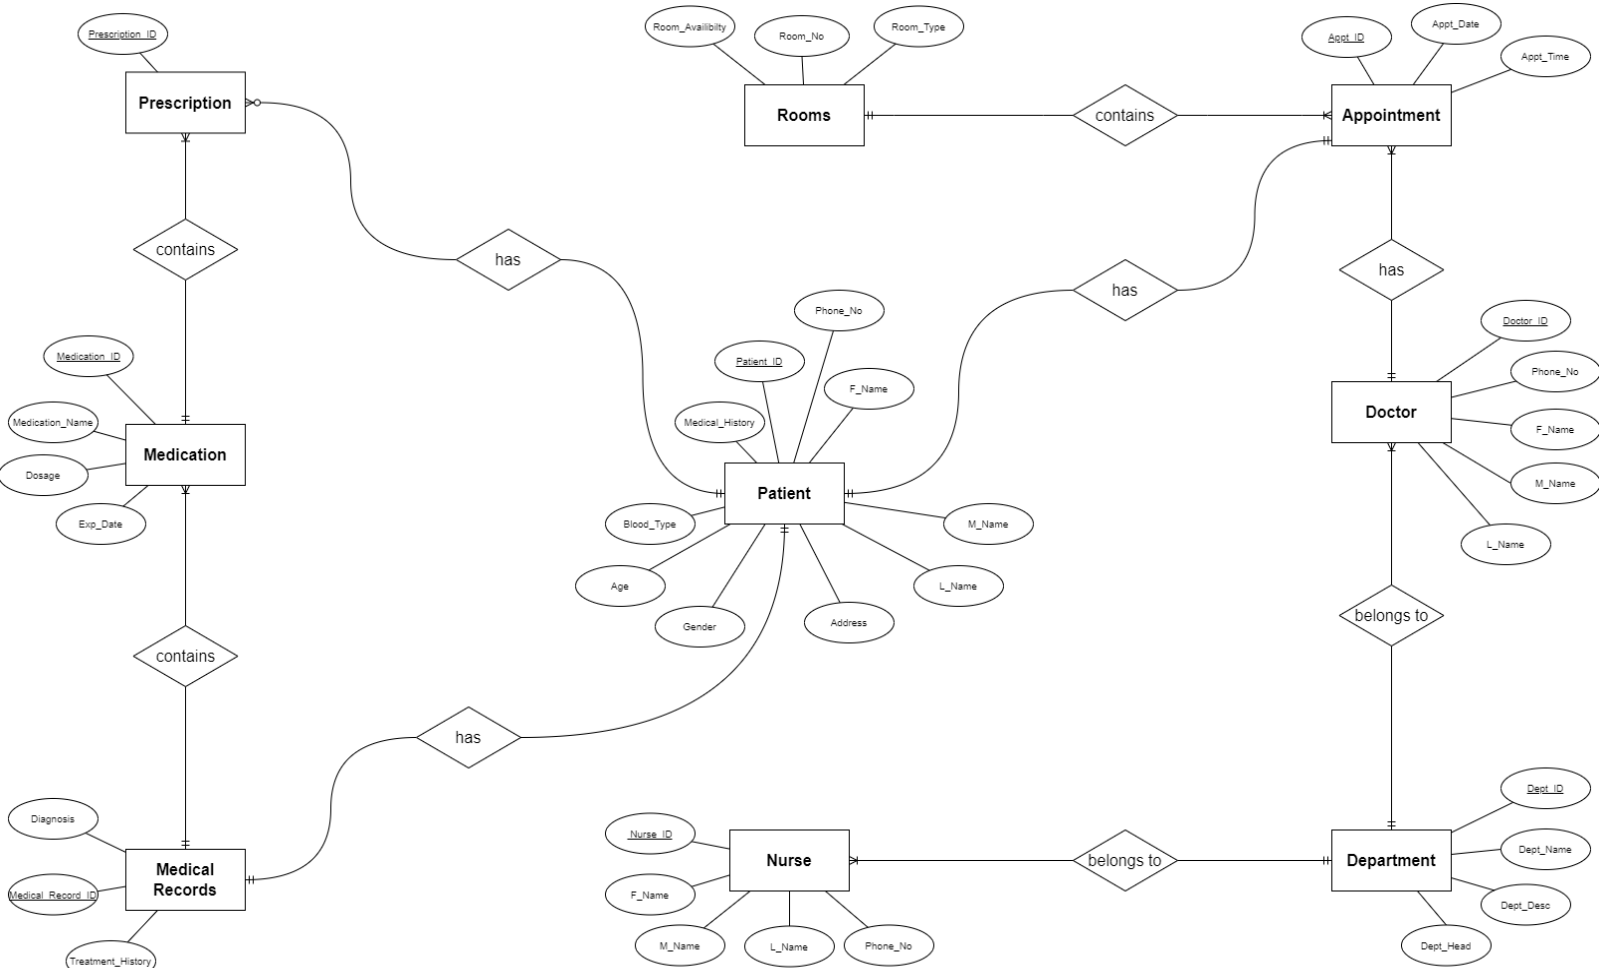 Prescription_ID
Prescription
Room_Availibilty
Room_No
Room_Type
Rooms
contains
Appt_ID
Appt_Date
Appt_Time
Appointment
contains
has
has
has
Phone_No
Patient_ID
F_Name
Medical_History
Patient
Blood_Type
Age
Gender
Address
L_Name
M_Name
Medication_ID
Medication_Name
Dosage
Exp_Date
Medication
Doctor_ID
Phone_No
F_Name
M_Name
L_Name
Doctor
contains
belongs to
has
Diagnosis
Medical_Record_ID
Treatment_History
Medical
Records
Nurse_ID
F_Name
M_Name
L_Name
Phone_No
Nurse
belongs to
Department
Dept_ID
Dept_Name
Dept_Desc
Dept_Head